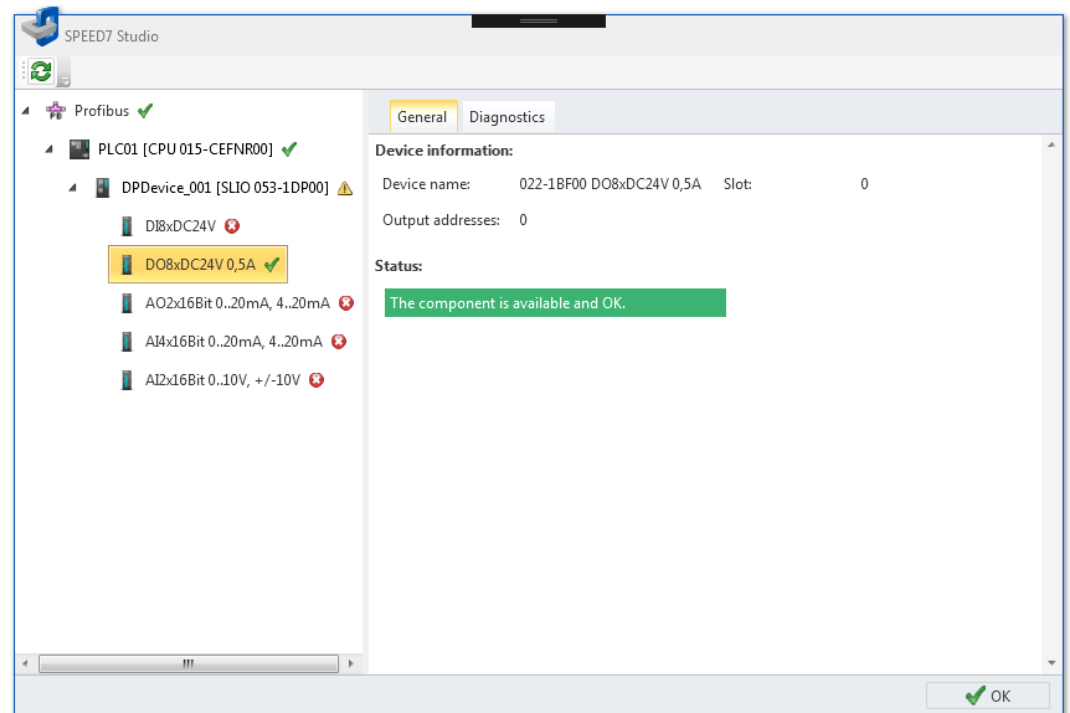 SPEED7 Studio
Profibus
PLC01 [CPU 015-CEFNR00]
DPDevice_001 [SLIO 053-1DP00]
DI8xDC24V
DO8xDC24V 0,5A
AO2x16Bit 0..20mA, 4..20mA
AI4x16Bit 0..20mA, 4..20mA
AI2x16Bit 0..10V, +/-10V
General Diagnostics
Device information:
Device name: 022-1BF00 DO8xDC24V 0,5A Slot: 0
Output addresses: 0
Status:
The component is available and OK.
OK